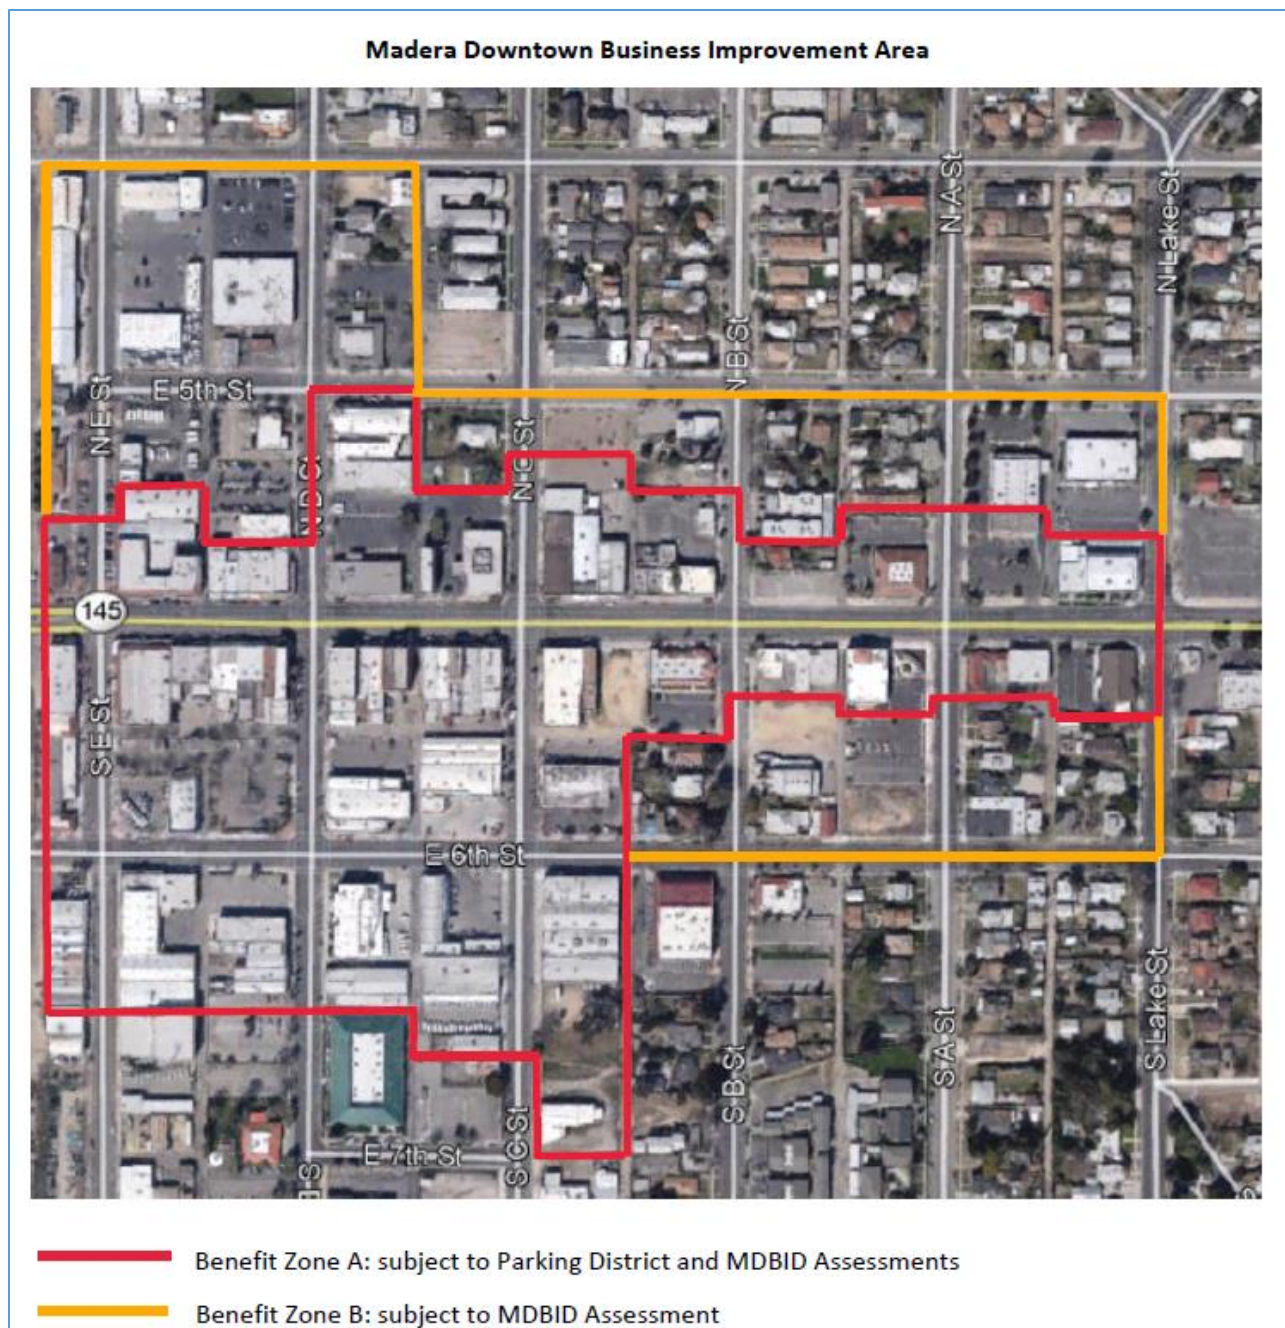 Madera Downtown Business Improvement Area
N A St
N Lake St
N B St
E 5th St
N E St
N C St
145
S E St
E 6th St
S Lake St
S A St
S B St
E 7th St
S C St
Benefit Zone A: subject to Parking District and MDBID Assessments
Benefit Zone B: subject to MDBID Assessment